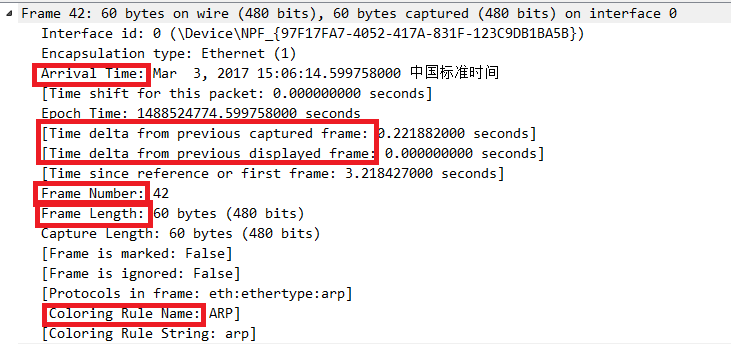 Frame 42: 60 bytes on wire (480 bits), 60 bytes captured (480 bits) on interface 0
Interface id: 0 (\Device\NPF_{97F17FA7-4052-417A-831F-123C9DB1BA5B})
Encapsulation type: Ethernet (1)
Arrival Time: Mar  3, 2017 15:06:14.599758000 中国标准时间
[Time shift for this packet: 0.000000000 seconds]
Epoch Time: 1488524774.599758000 seconds
[Time delta from previous captured frame: 0.221882000 seconds]
[Time delta from previous displayed frame: 0.000000000 seconds]
[Time since reference or first frame: 3.218427000 seconds]
Frame Number: 42
Frame Length: 60 bytes (480 bits)
Capture Length: 60 bytes (480 bits)
[Frame is marked: False]
[Frame is ignored: False]
[Protocols in frame: eth:ethertype:arp]
[Coloring Rule Name: ARP]
[Coloring Rule String: arp]